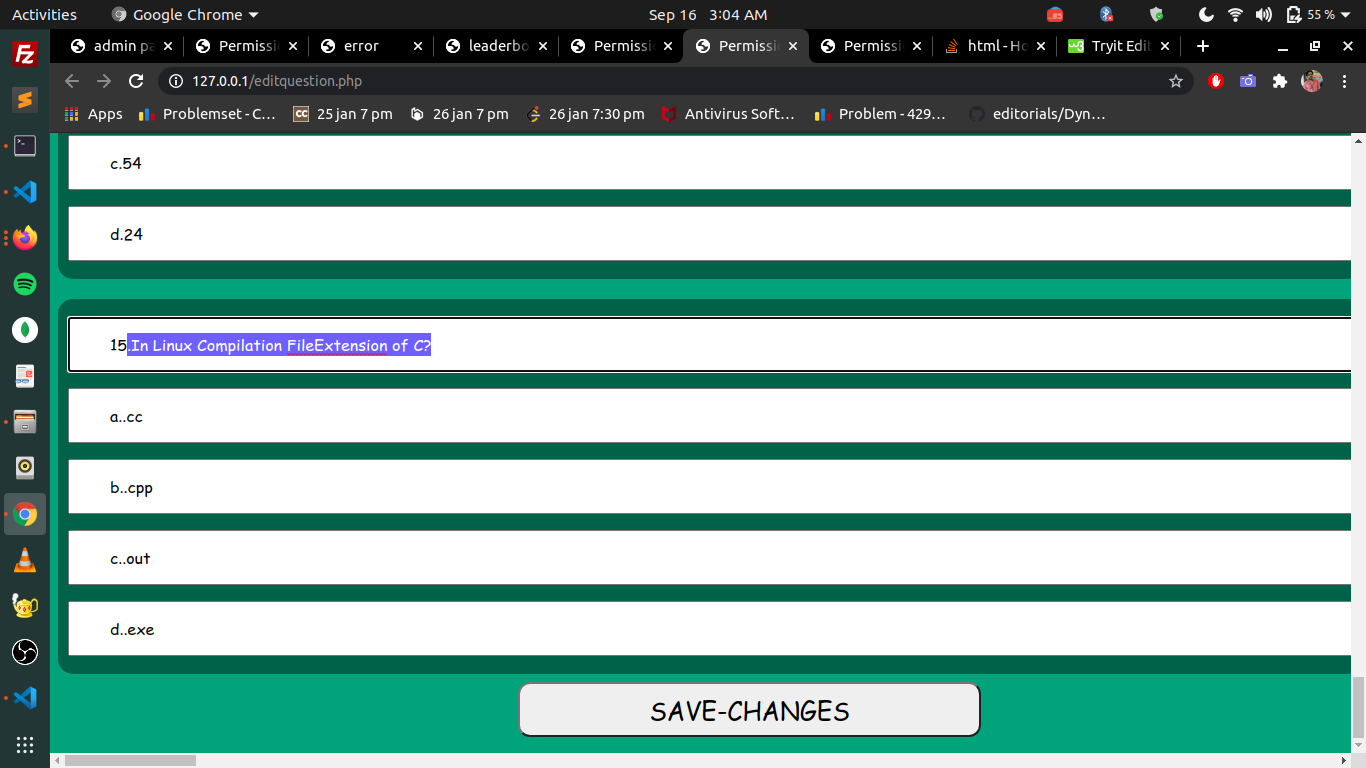 Activities Google Chrome Sep 16 3:04 AM 55 %
admin pa Permissi error leaderbo Permissi Permissi Permissi html - Ho Tryit Edit
127.0.0.1/editquestion.php
Apps Problemset - C… 25 jan 7 pm 26 jan 7 pm 26 jan 7:30 pm Antivirus Soft… Problem - 429… editorials/Dyn…
c.54
d.24
15.In Linux Compilation FileExtension of C?
a..cc
b..cpp
c..out
d..exe
SAVE-CHANGES